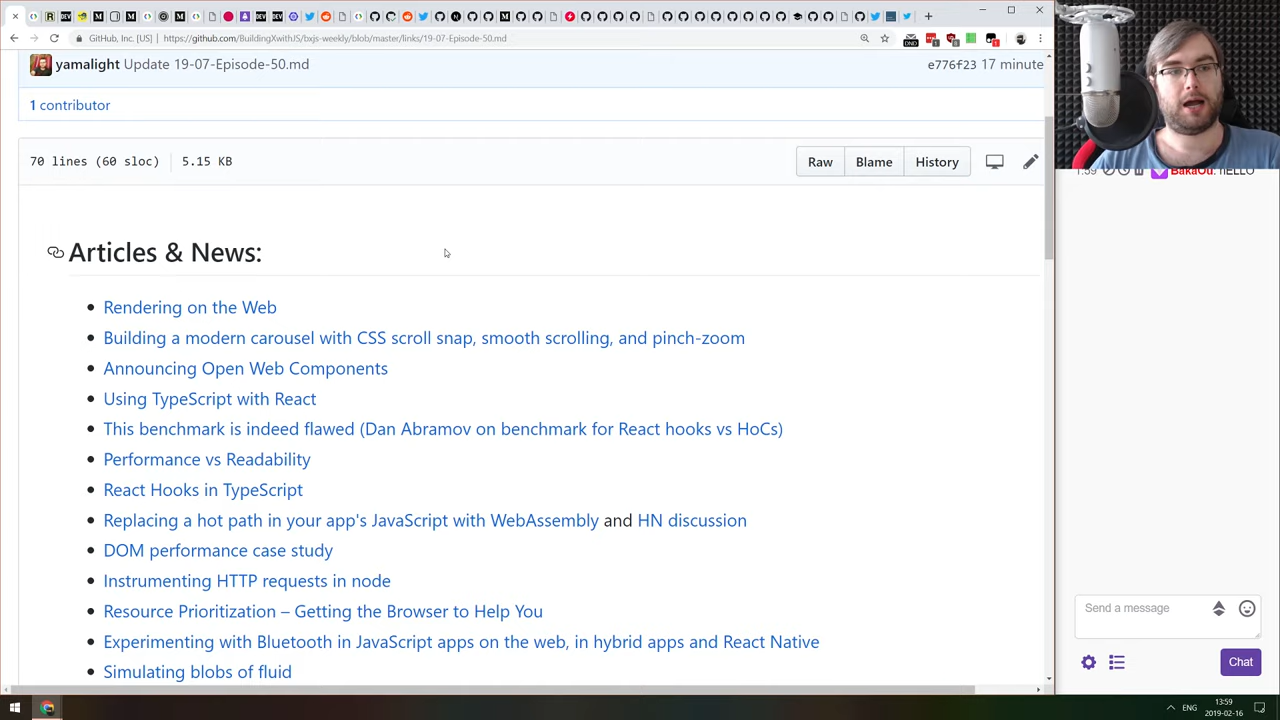 GitHub, Inc. [US] | https://github.com/BuildingXwithJS/bxjs-weekly/blob/master/links/19-07-Episode-50.md
yamalight Update 19-07-Episode-50.md e776f23 17 minute
1 contributor
70 lines (60 sloc) 5.15 KB Raw Blame History
Articles & News:
Rendering on the Web
Building a modern carousel with CSS scroll snap, smooth scrolling, and pinch-zoom
Announcing Open Web Components
Using TypeScript with React
This benchmark is indeed flawed (Dan Abramov on benchmark for React hooks vs HoCs)
Performance vs Readability
React Hooks in TypeScript
Replacing a hot path in your app's JavaScript with WebAssembly and HN discussion
DOM performance case study
Instrumenting HTTP requests in node
Resource Prioritization – Getting the Browser to Help You
Experimenting with Bluetooth in JavaScript apps on the web, in hybrid apps and React Native
Simulating blobs of fluid
1:59 BakaOu: hELLO
Send a message
Chat
ENG
13:59
2019-02-16